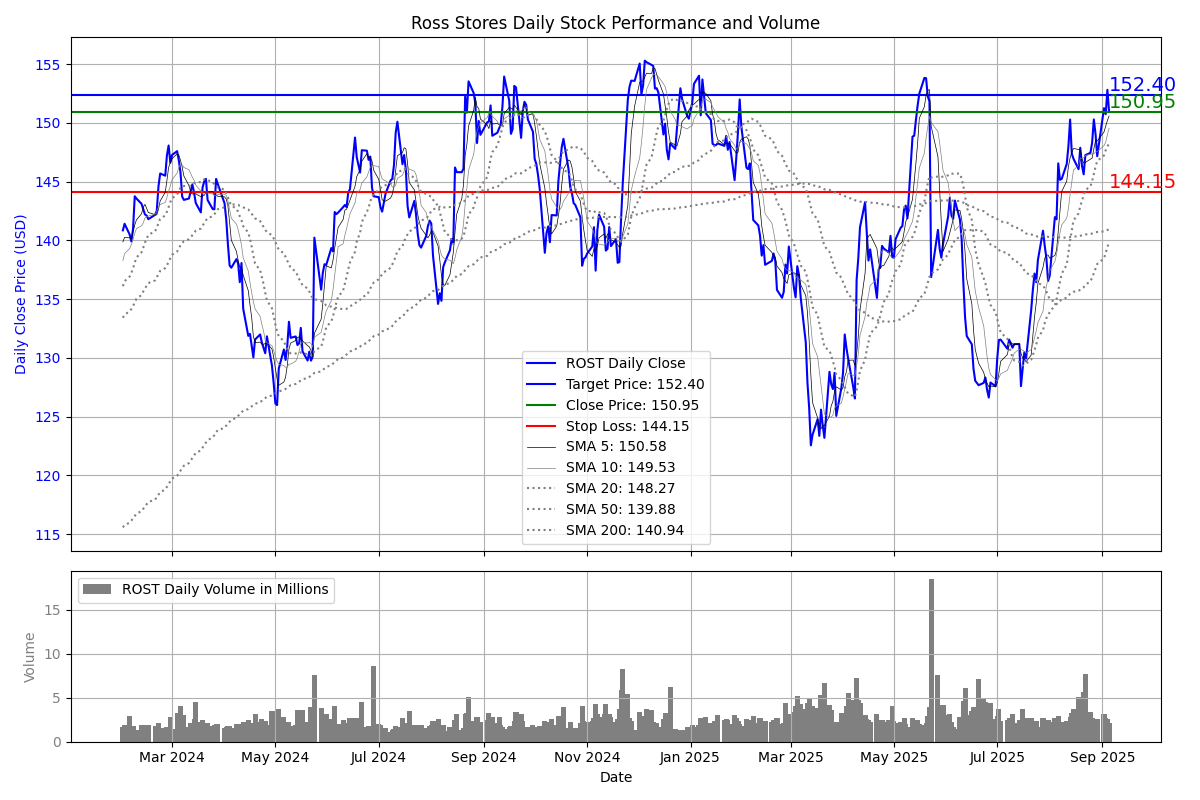 Ross Stores Daily Stock Performance and Volume
Daily Close Price (USD)
155
150
145
140
135
130
125
120
115
152.40
150.95
144.15
ROST Daily Close
Target Price: 152.40
Close Price: 150.95
Stop Loss: 144.15
SMA 5: 150.58
SMA 10: 149.53
SMA 20: 148.27
SMA 50: 139.88
SMA 200: 140.94
ROST Daily Volume in Millions
Volume
15
10
5
0
Mar 2024 May 2024 Jul 2024 Sep 2024 Nov 2024 Jan 2025 Mar 2025 May 2025 Jul 2025 Sep 2025
Date